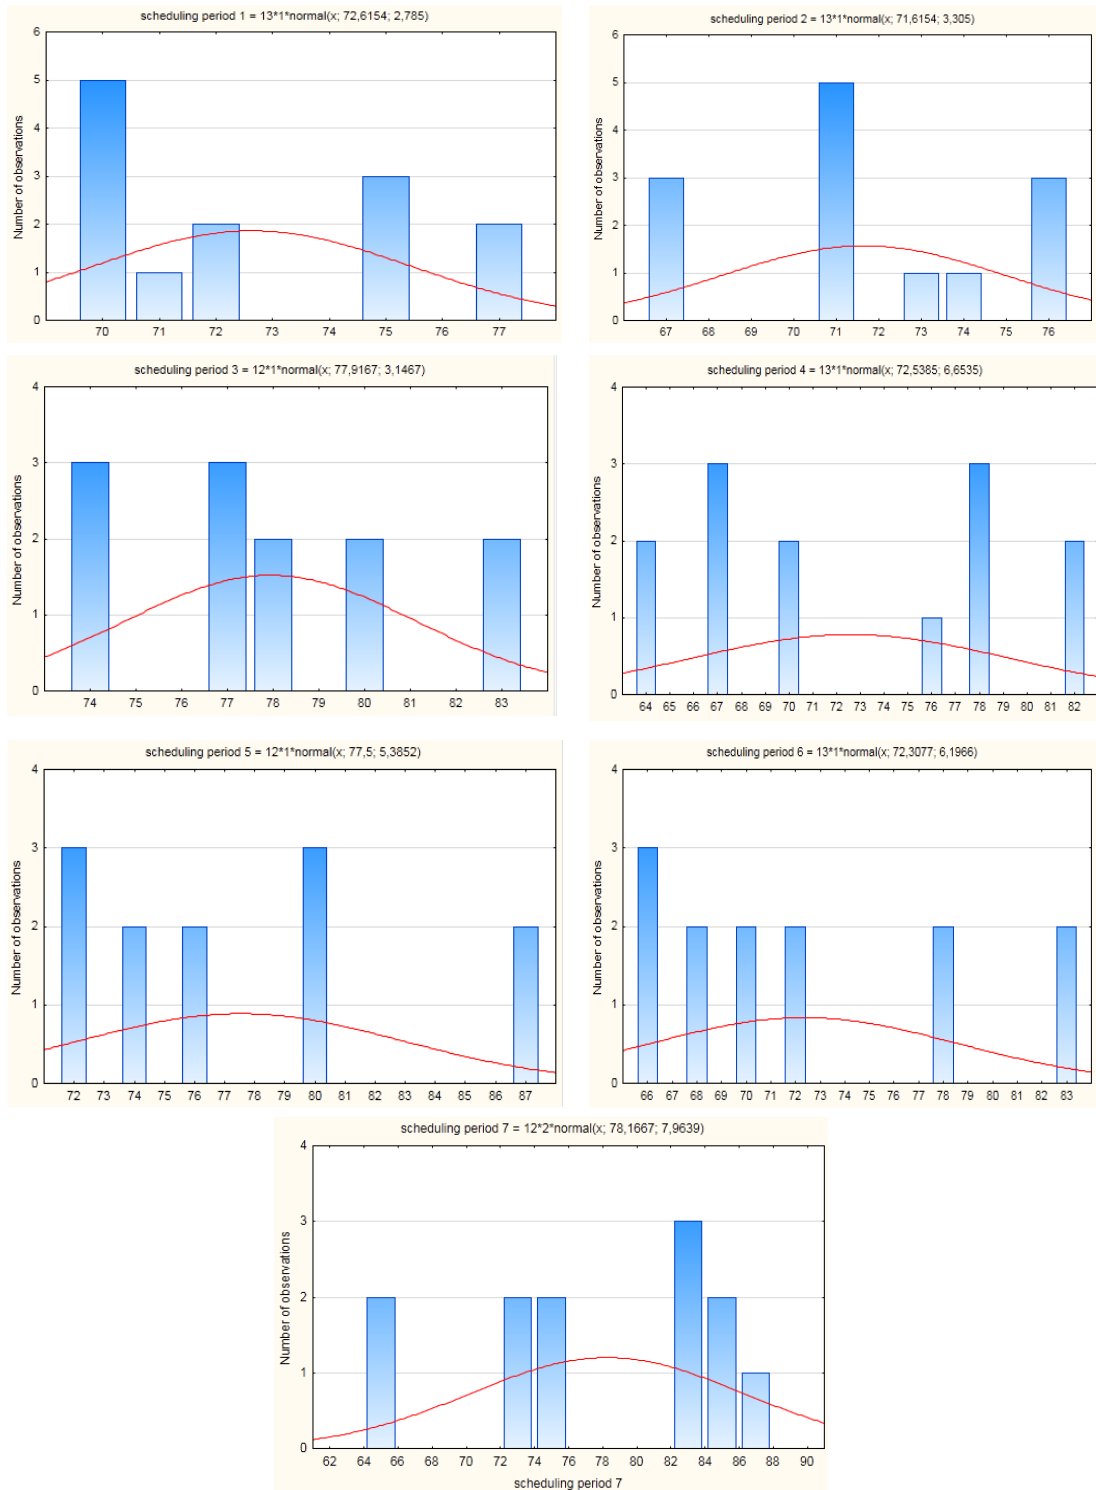 scheduling period 1 = 13*1*normal(x; 72,6154; 2,785)
Number of observations
6
5
4
3
2
1
0
70 71 72 73 74 75 76 77
scheduling period 2 = 13*1*normal(x; 71,6154; 3,305)
Number of observations
6
5
4
3
2
1
0
67 68 69 70 71 72 73 74 75 76
scheduling period 3 = 12*1*normal(x; 77,9167; 3,1467)
Number of observations
4
3
2
1
0
74 75 76 77 78 79 80 81 82 83
scheduling period 4 = 13*1*normal(x; 72,5385; 6,6535)
Number of observations
4
3
2
1
0
64 65 66 67 68 69 70 71 72 73 74 75 76 77 78 79 80 81 82
scheduling period 5 = 12*1*normal(x; 77,5; 5,3852)
Number of observations
4
3
2
1
0
72 73 74 75 76 77 78 79 80 81 82 83 84 85 86 87
scheduling period 6 = 13*1*normal(x; 72,3077; 6,1966)
Number of observations
4
3
2
1
0
66 67 68 69 70 71 72 73 74 75 76 77 78 79 80 81 82 83
scheduling period 7 = 12*2*normal(x; 78,1667; 7,9639)
Number of observations
4
3
2
1
0
62 64 66 68 70 72 74 76 78 80 82 84 86 88 90
scheduling period 7